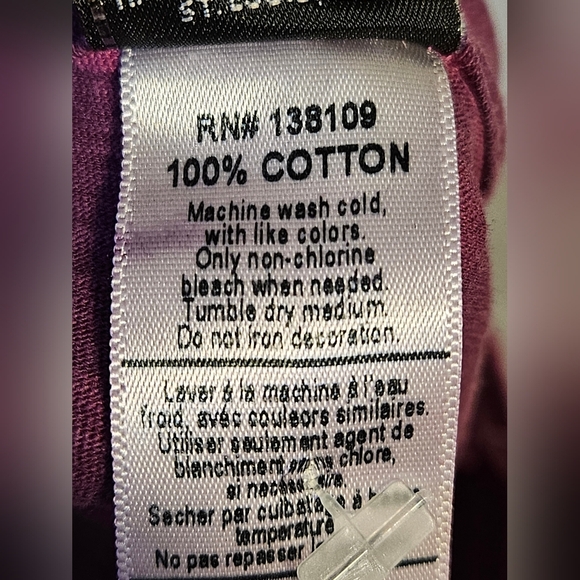 RN# 138109
100% COTTON
Machine wash cold,
with like colors.
Only non-chlorine
bleach when needed.
Tumble dry medium.
Do not iron decoration.
Laver á la machine á l'eau
froid, avec couleurs similaires.
Utiliser seulement agent de
blanchiment sans chlore,
si
Secher par á
temperature
No pas repasser